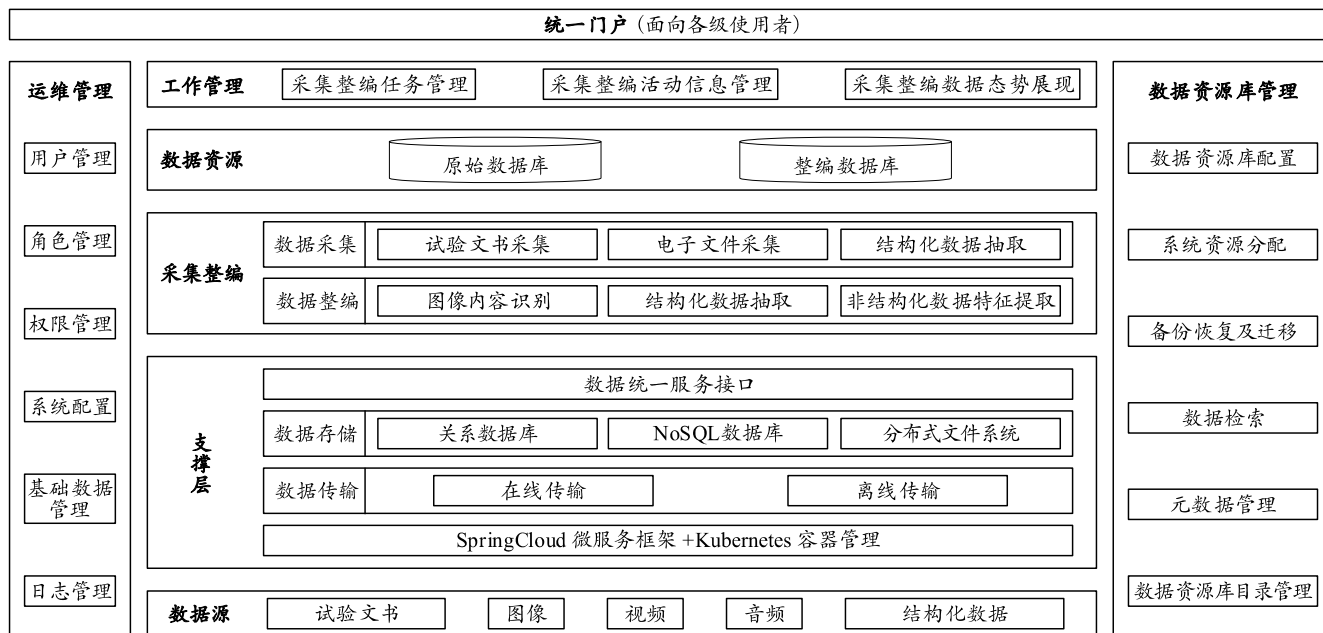 统一门户 (面向各级使用者)
运维管理
用户管理
角色管理
权限管理
系统配置
基础数据
管理
日志管理
工作管理
采集整编任务管理
采集整编活动信息管理
采集整编数据态势展现
数据资源
原始数据库
整编数据库
采集整编
数据采集
试验文书采集
电子文件采集
结构化数据抽取
数据整编
图像内容识别
结构化数据抽取
非结构化数据特征提取
支撑层
数据统一服务接口
数据存储
关系数据库
NoSQL数据库
分布式文件系统
数据传输
在线传输
离线传输
SpringCloud 微服务框架 +Kubernetes 容器管理
数据源
试验文书
图像
视频
音频
结构化数据
数据资源库管理
数据资源库配置
系统资源分配
备份恢复及迁移
数据检索
元数据管理
数据资源库目录管理